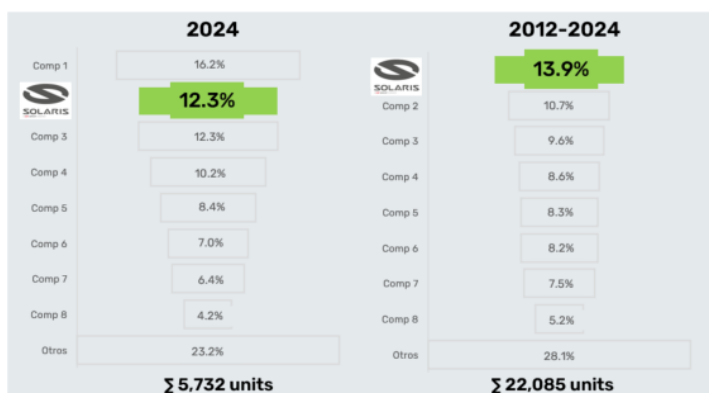 2024
Comp 1 16.2%
SOLARIS 12.3%
Comp 3 12.3%
Comp 4 10.2%
Comp 5 8.4%
Comp 6 7.0%
Comp 7 6.4%
Comp 8 4.2%
Otros 23.2%
∑ 5,732 units
2012-2024
SOLARIS 13.9%
Comp 2 10.7%
Comp 3 9.6%
Comp 4 8.6%
Comp 5 8.3%
Comp 6 8.2%
Comp 7 7.5%
Comp 8 5.2%
Otros 28.1%
∑ 22,085 units